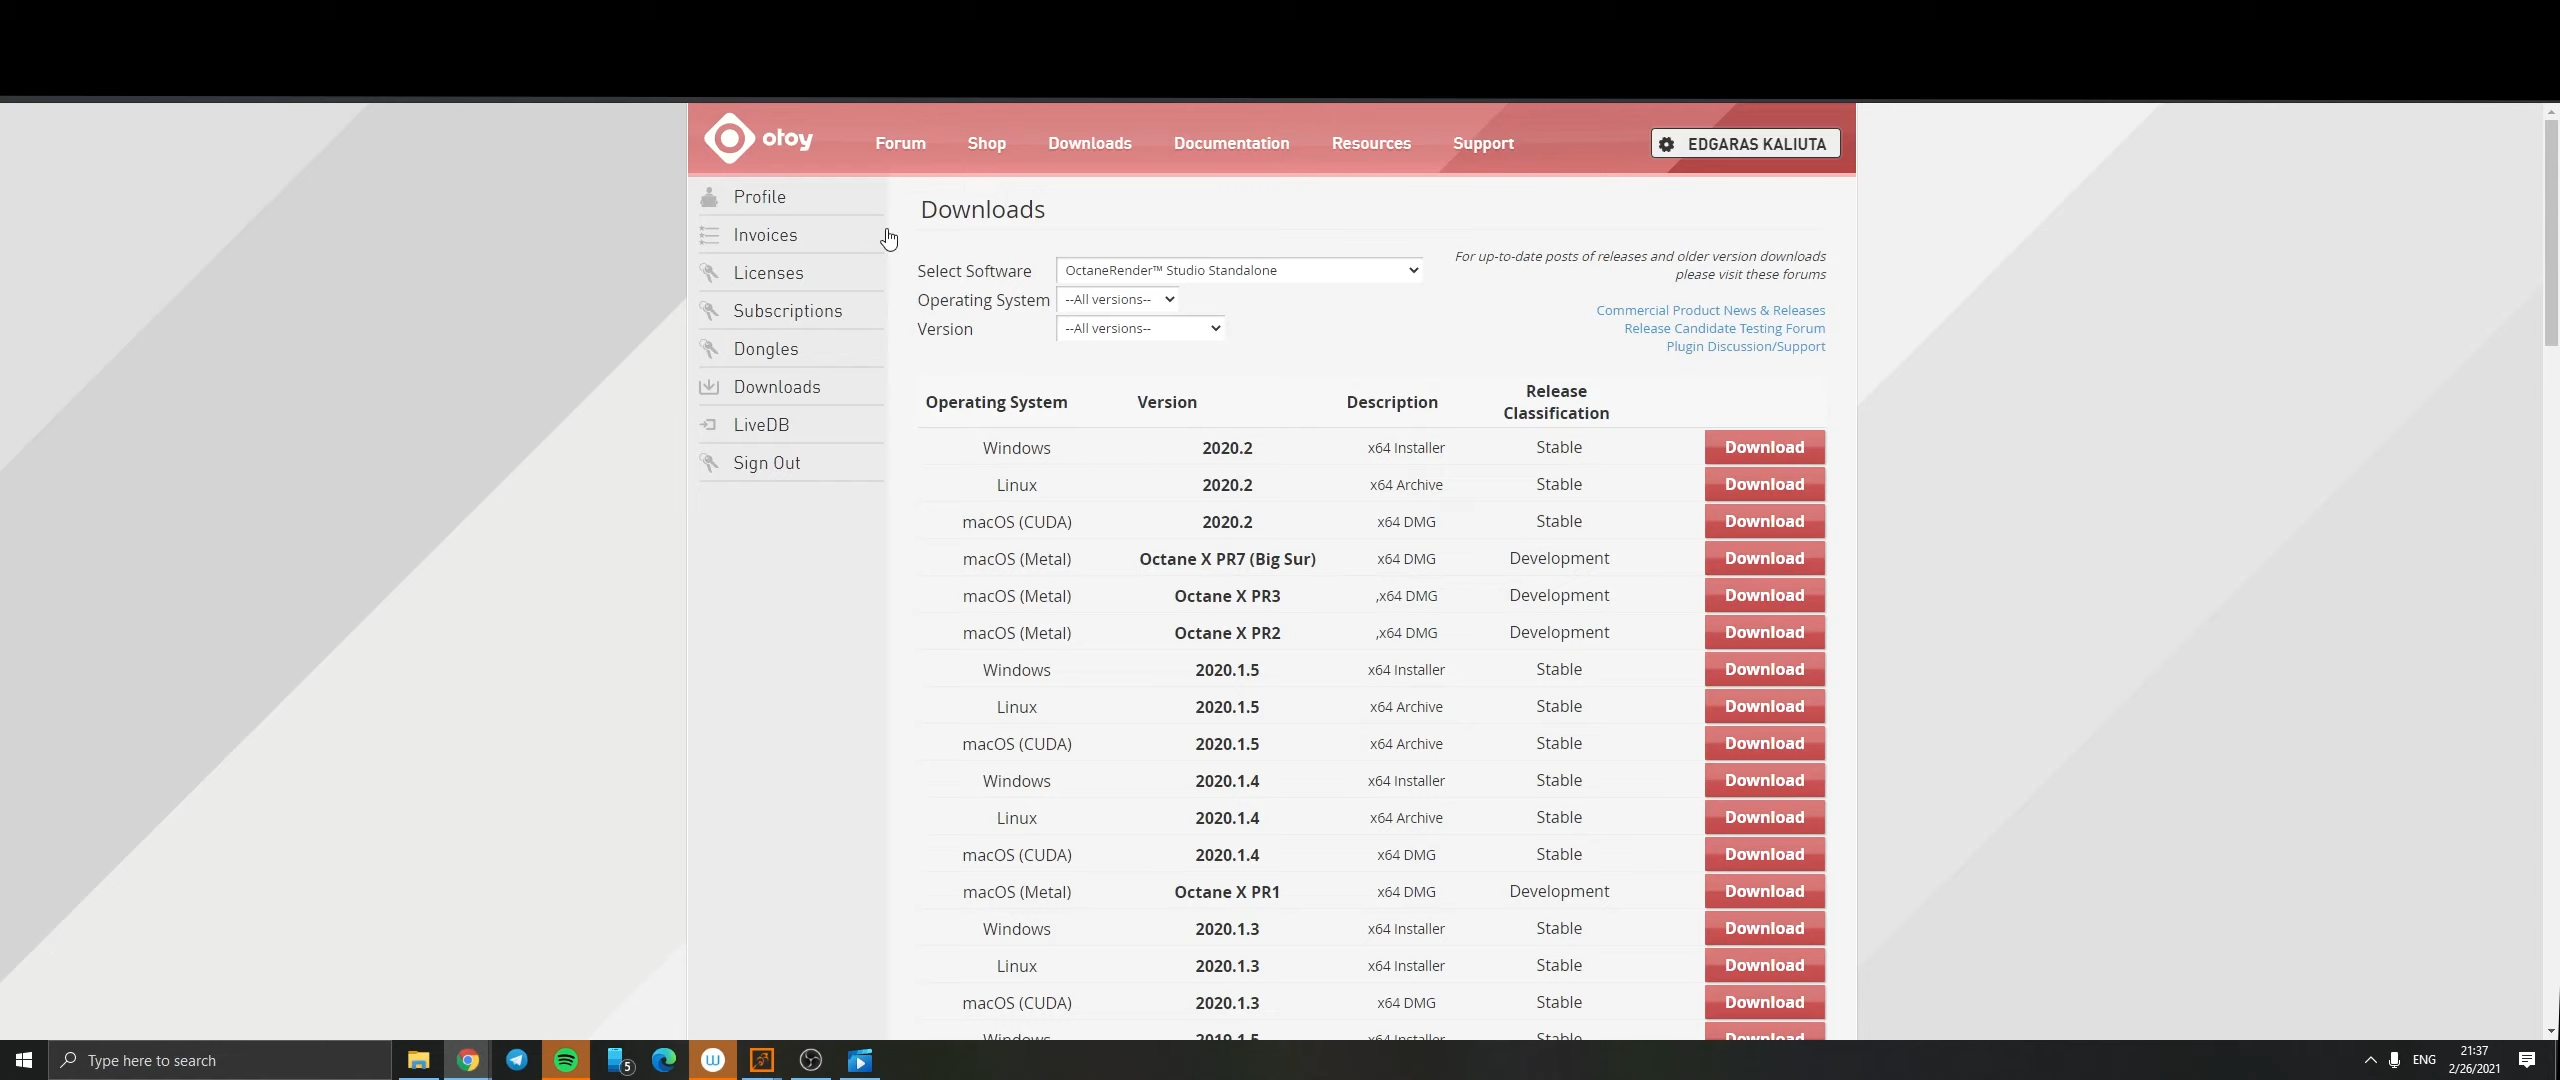 otoy
Forum
Shop
Downloads
Documentation
Resources
Support
EDGARAS KALIUTA
Profile
Invoices
Licenses
Subscriptions
Dongles
Downloads
LiveDB
Sign Out
Downloads
Select Software OctaneRender™ Studio Standalone
Operating System --All versions--
Version --All versions--
For up-to-date posts of releases and older version downloads
please visit these forums
Commercial Product News & Releases
Release Candidate Testing Forum
Plugin Discussion/Support
Operating System Version Description Release
Classification
Windows 2020.2 x64 Installer Stable Download
Linux 2020.2 x64 Archive Stable Download
macOS (CUDA) 2020.2 x64 DMG Stable Download
macOS (Metal) Octane X PR7 (Big Sur) x64 DMG Development Download
macOS (Metal) Octane X PR3 ,x64 DMG Development Download
macOS (Metal) Octane X PR2 ,x64 DMG Development Download
Windows 2020.1.5 x64 Installer Stable Download
Linux 2020.1.5 x64 Archive Stable Download
macOS (CUDA) 2020.1.5 x64 Archive Stable Download
Windows 2020.1.4 x64 Installer Stable Download
Linux 2020.1.4 x64 Archive Stable Download
macOS (CUDA) 2020.1.4 x64 DMG Stable Download
macOS (Metal) Octane X PR1 x64 DMG Development Download
Windows 2020.1.3 x64 Installer Stable Download
Linux 2020.1.3 x64 Installer Stable Download
macOS (CUDA) 2020.1.3 x64 DMG Stable Download
Windows 2019.1.5 x64 Installer Stable Download
Type here to search
5
ENG
21:37
2/26/2021